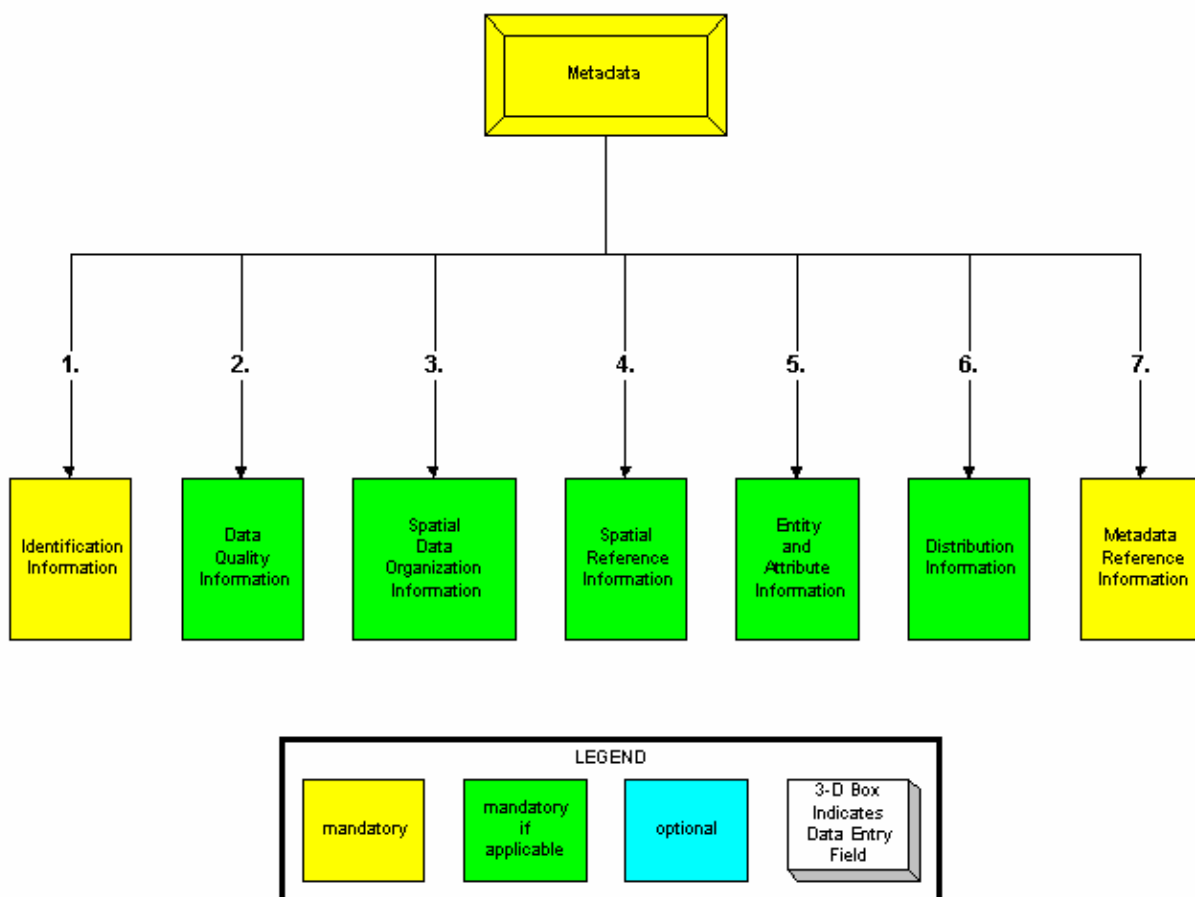 Metadata
1.
2.
3.
4.
5.
6.
7.
Identification
Information
Data
Quality
Information
Spatial
Data
Organization
Information
Spatial
Reference
Information
Entity
and
Attribute
Information
Distribution
Information
Metadata
Reference
Information
LEGEND
mandatory
mandatory
if
applicable
optional
3-D Box
Indicates
Data Entry
Field